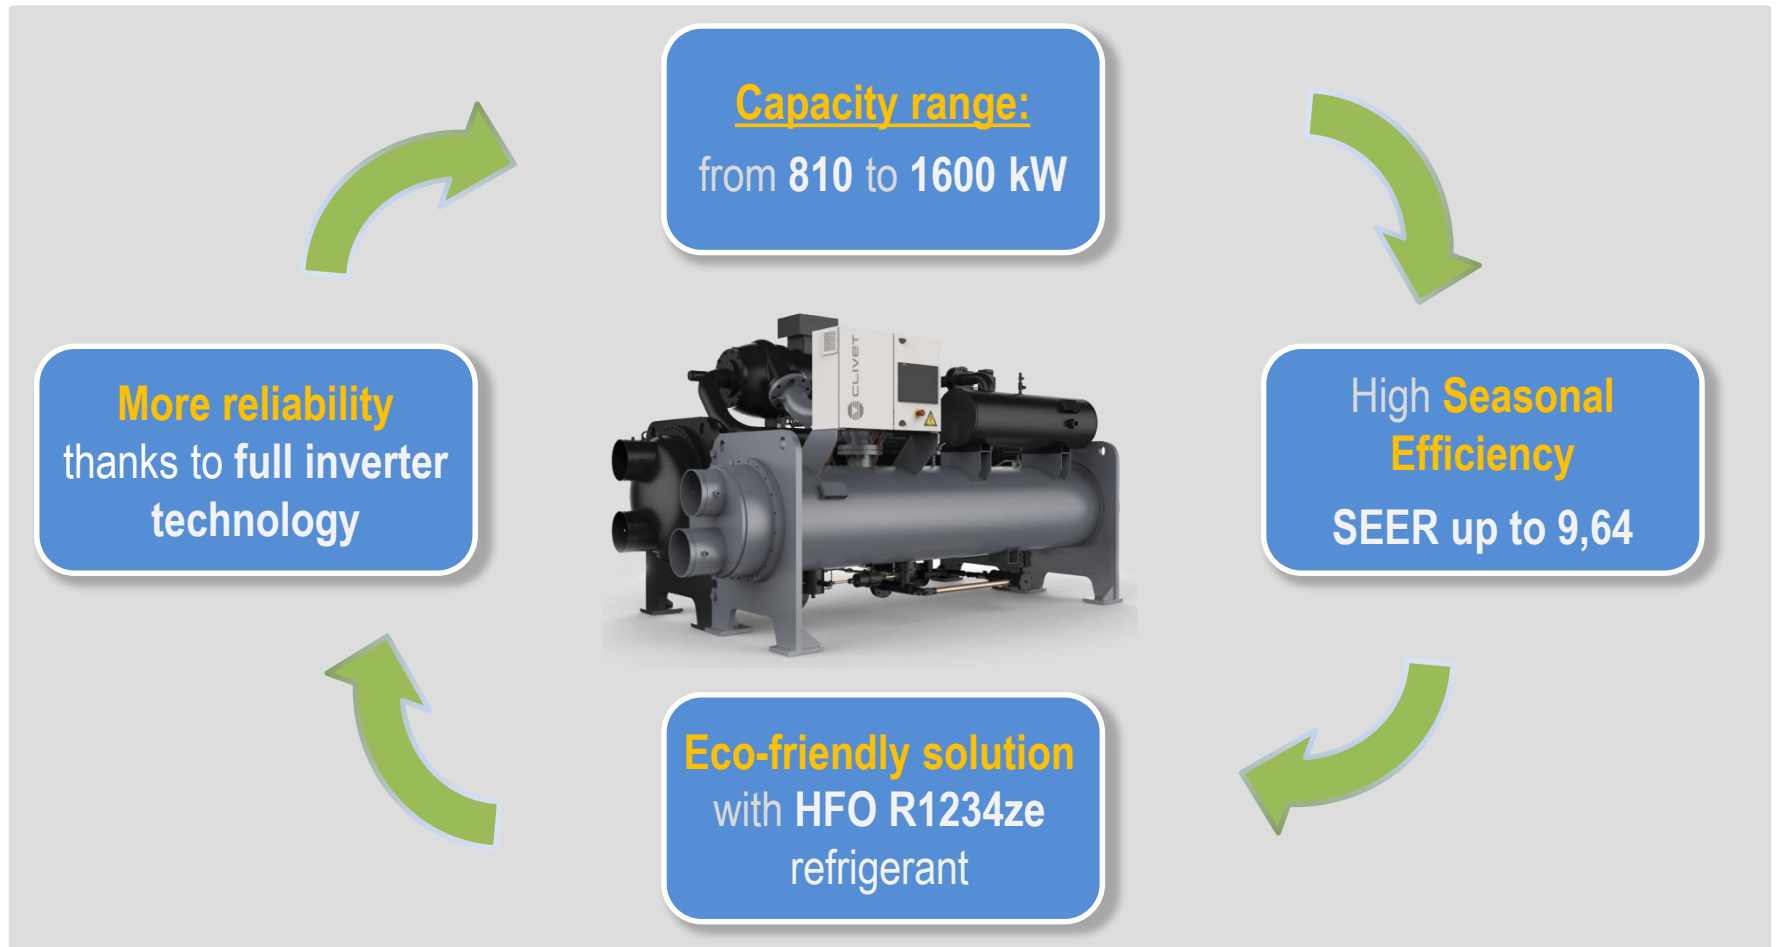 Capacity range:
from 810 to 1600 kW
More reliability
thanks to full inverter
technology
CLIVET
High Seasonal
Efficiency
SEER up to 9,64
Eco-friendly solution
with HFO R1234ze
refrigerant